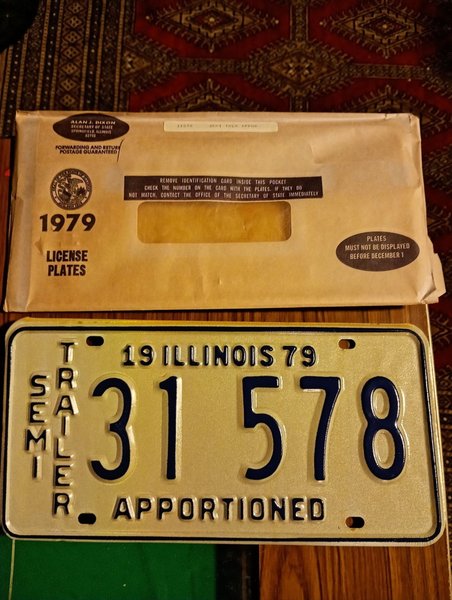 ALAN J. DIXON
SECRETARY OF STATE
SPRINGFIELD, ILLINOIS
FORWARDING AND RETURN
POSTAGE GUARANTEED
1979
LICENSE
PLATES
REMOVE IDENTIFICATION CARD INSIDE THIS POCKET
CHECK THE NUMBER ON THE CARD WITH THE PLATES. IF THEY DO
NOT MATCH, CONTACT THE OFFICE OF THE SECRETARY OF STATE IMMEDIATELY
PLATES
MUST NOT BE DISPLAYED
BEFORE DECEMBER 1
SEMI
TRAILER
19 ILLINOIS 79
31 578
APPORTIONED